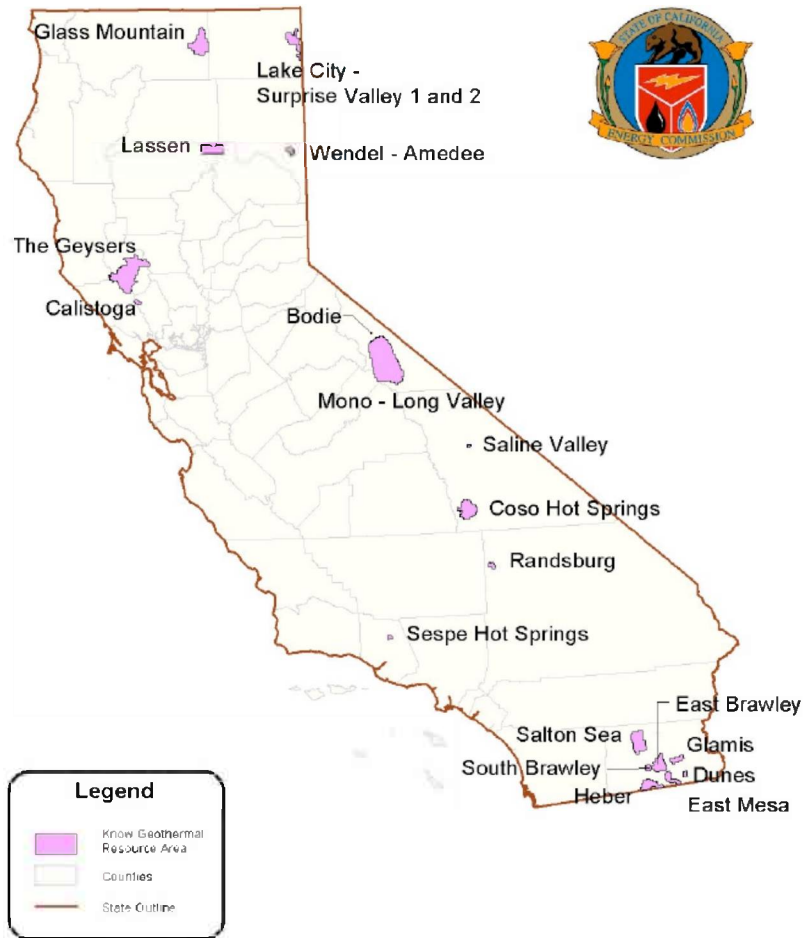 Glass Mountain
Lake City -
Surprise Valley 1 and 2
STATE OF CALIFORNIA
ENERGY COMMISSION
Lassen
Wendel - Amedee
The Geysers
Calistoga
Bodie
Mono - Long Valley
Saline Valley
Coso Hot Springs
Randsburg
Sespe Hot Springs
East Brawley
Salton Sea
Glamis
South Brawley
Dunes
Heber
East Mesa
Legend
Know Geothermal
Resource Area
Counties
State Outline